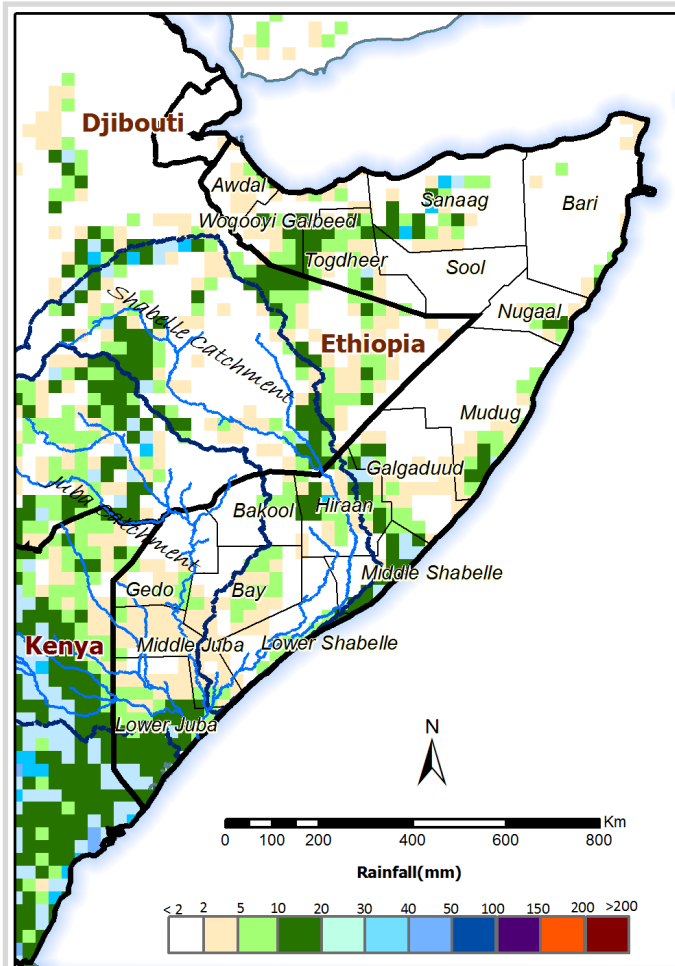 Djibouti
Awdal
Sanaag
Bari
Woqooyi Galbeed
Togdheer
Sool
Nugaal
Shabelle Catchment
Ethiopia
Mudug
Galgaduud
Juba Catchment
Bakool
Hiraan
Middle Shabelle
Gedo
Bay
Kenya
Middle Juba
Lower Shabelle
Lower Juba
N
Km
0 100 200 400 600 800
Rainfall(mm)
< 2 2 5 10 20 30 40 50 100 150 200 >200